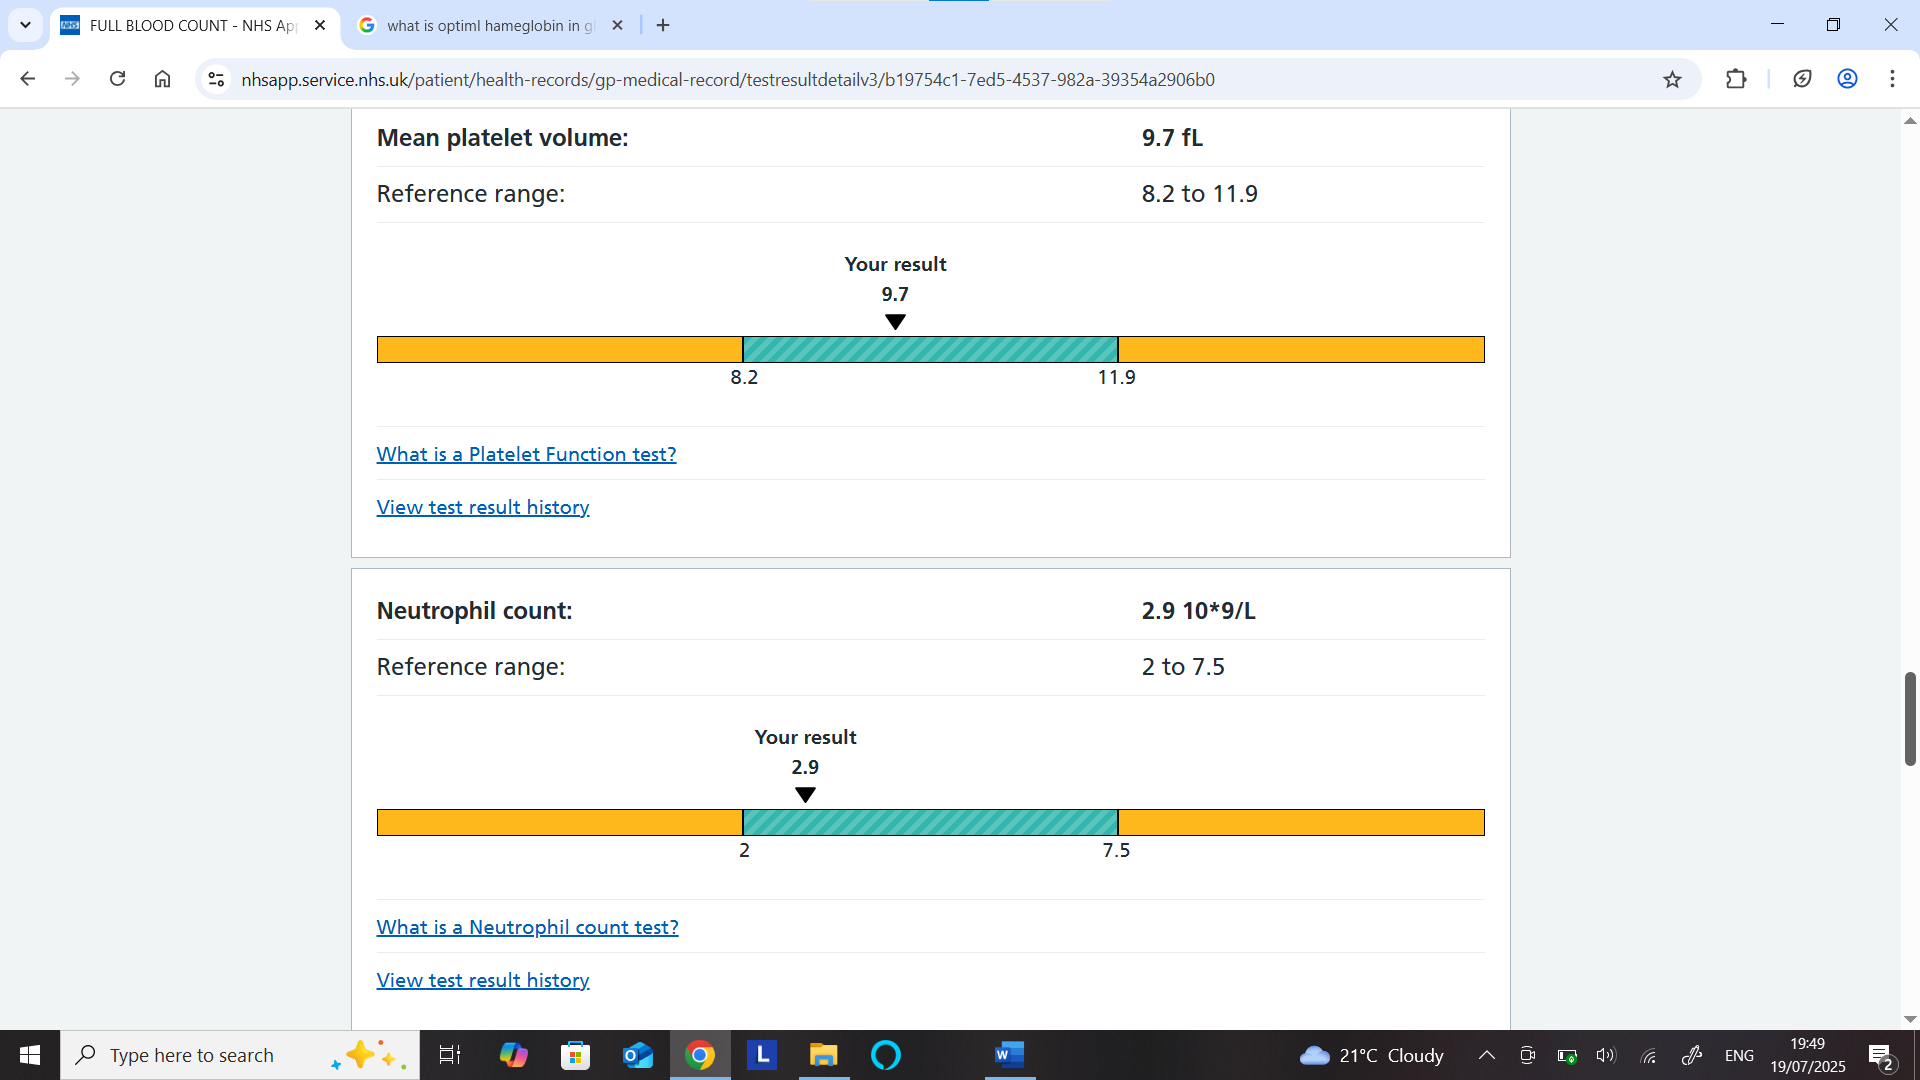 FULL BLOOD COUNT - NHS Ap
what is optiml hameglobin in g
nhsapp.service.nhs.uk/patient/health-records/gp-medical-record/testresultdetailv3/b19754c1-7ed5-4537-982a-39354a2906b0
Mean platelet volume: 9.7 fL
Reference range: 8.2 to 11.9
Your result
9.7
8.2 11.9
What is a Platelet Function test?
View test result history
Neutrophil count: 2.9 10*9/L
Reference range: 2 to 7.5
Your result
2.9
2 7.5
What is a Neutrophil count test?
View test result history
Type here to search
L
21°C Cloudy
ENG
19:49
19/07/2025
2